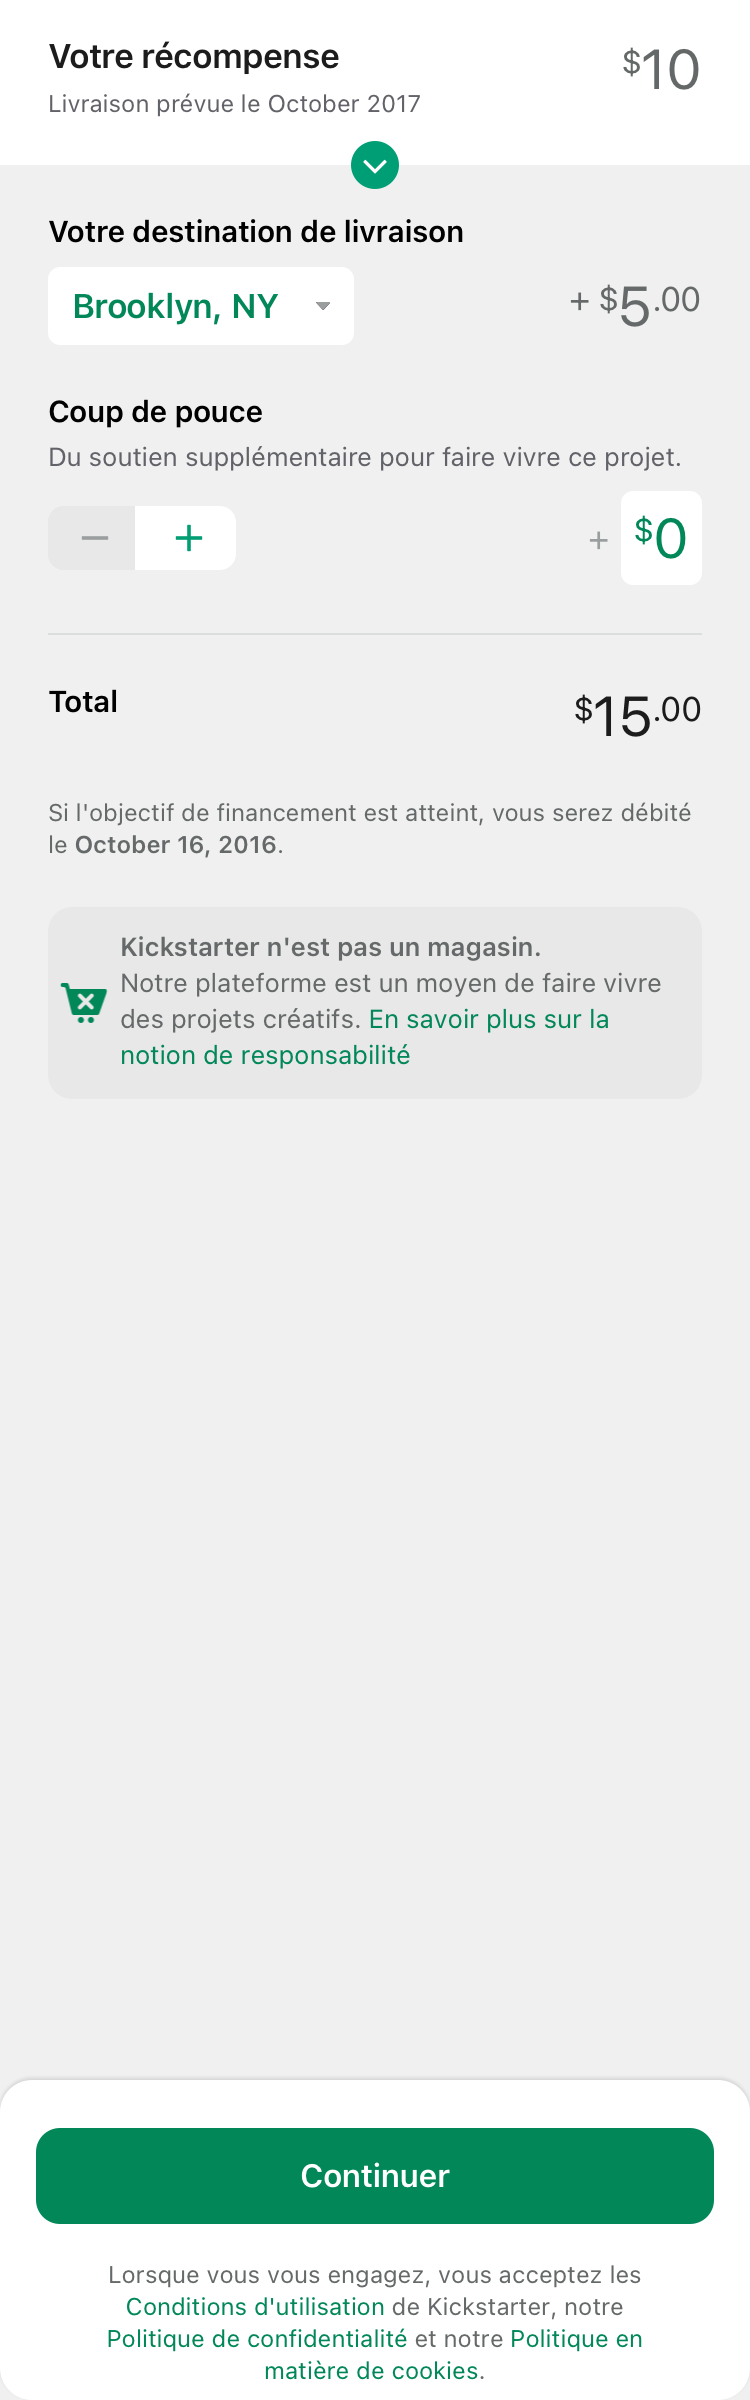 Votre récompense
$10
Livraison prévue le October 2017
Votre destination de livraison
Brooklyn, NY
+ $5.00
Coup de pouce
Du soutien supplémentaire pour faire vivre ce projet.
− +
+ $0
Total
$15.00
Si l'objectif de financement est atteint, vous serez débité
le October 16, 2016.
Kickstarter n'est pas un magasin.
Notre plateforme est un moyen de faire vivre
des projets créatifs. En savoir plus sur la
notion de responsabilité
Continuer
Lorsque vous vous engagez, vous acceptez les
Conditions d'utilisation de Kickstarter, notre
Politique de confidentialité et notre Politique en
matière de cookies.